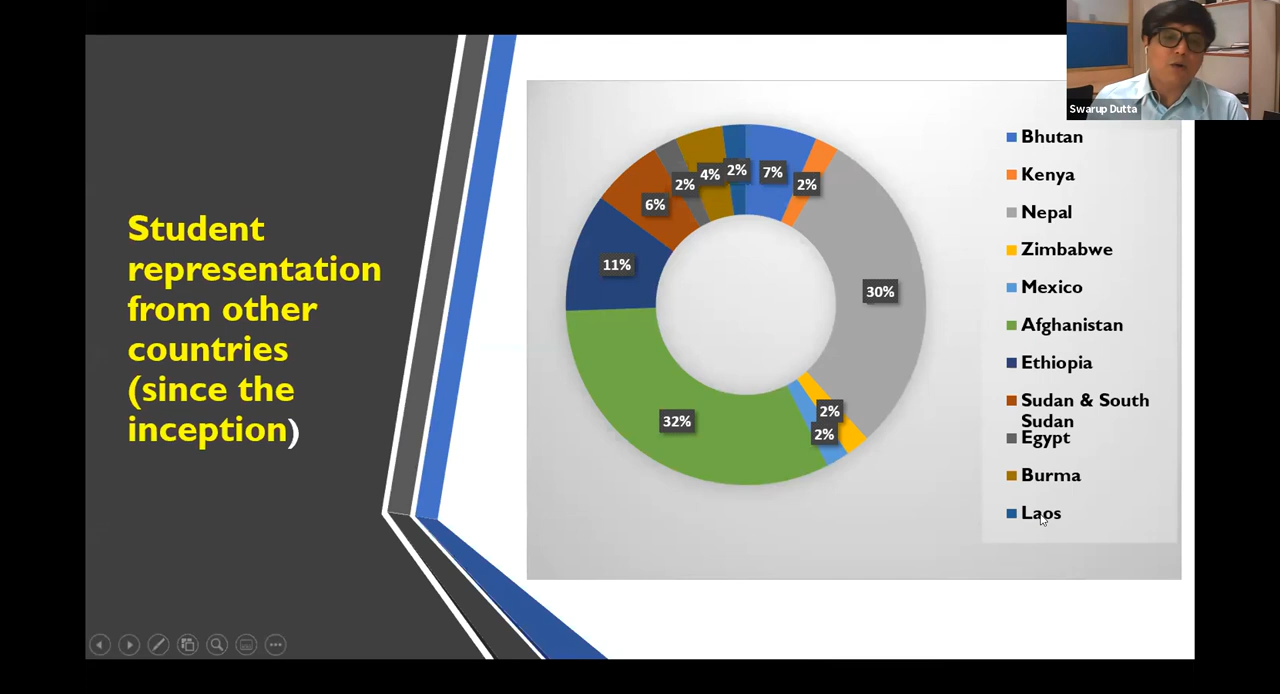 Swarup Dutta
Student
representation
from other
countries
(since the
inception)
2%
4%
2%
7%
2%
6%
11%
30%
2%
2%
32%
Bhutan
Kenya
Nepal
Zimbabwe
Mexico
Afghanistan
Ethiopia
Sudan & South
Sudan
Egypt
Burma
Laos